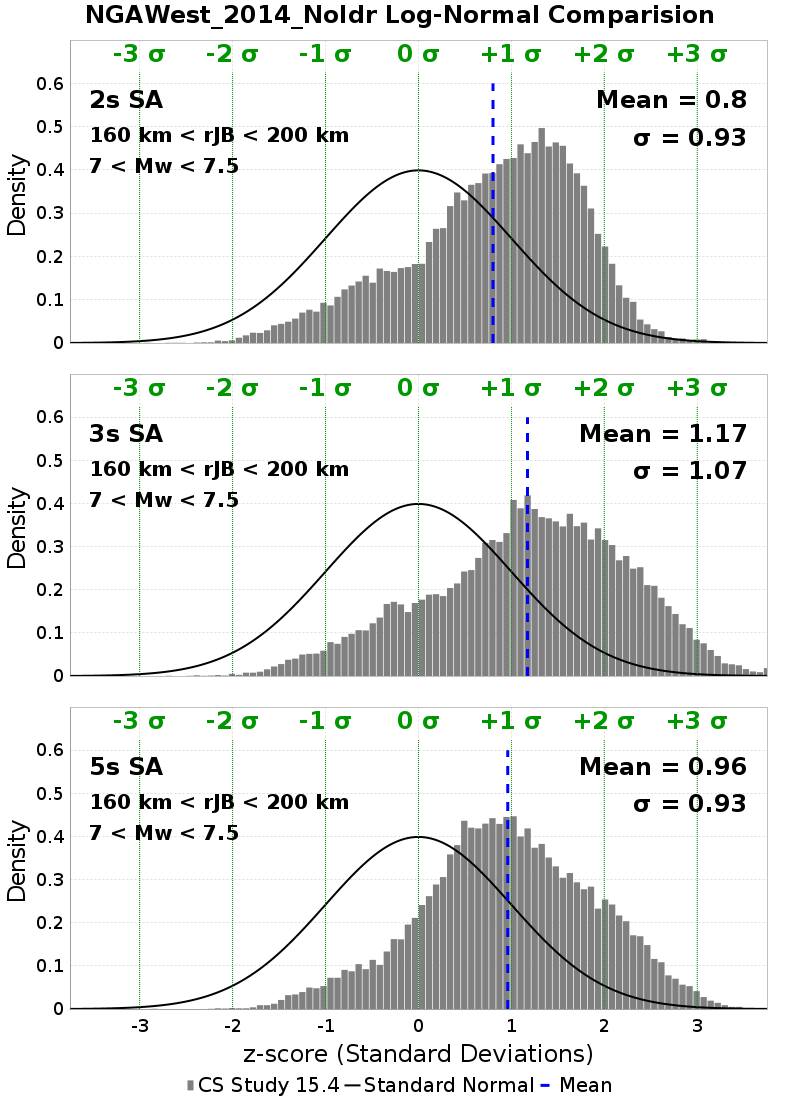 NGAWest_2014_NoIdr Log-Normal Comparision
-3 σ -2 σ -1 σ 0 σ +1 σ +2 σ +3 σ
0.6
0.5
0.4
0.3
0.2
0.1
0
Density
2s SA
160 km < rJB < 200 km
7 < Mw < 7.5
Mean = 0.8
σ = 0.93
-3 σ -2 σ -1 σ 0 σ +1 σ +2 σ +3 σ
0.6
0.5
0.4
0.3
0.2
0.1
0
Density
3s SA
160 km < rJB < 200 km
7 < Mw < 7.5
Mean = 1.17
σ = 1.07
-3 σ -2 σ -1 σ 0 σ +1 σ +2 σ +3 σ
0.6
0.5
0.4
0.3
0.2
0.1
0
Density
5s SA
160 km < rJB < 200 km
7 < Mw < 7.5
Mean = 0.96
σ = 0.93
-3 -2 -1 0 1 2 3
z-score (Standard Deviations)
CS Study 15.4 Standard Normal Mean